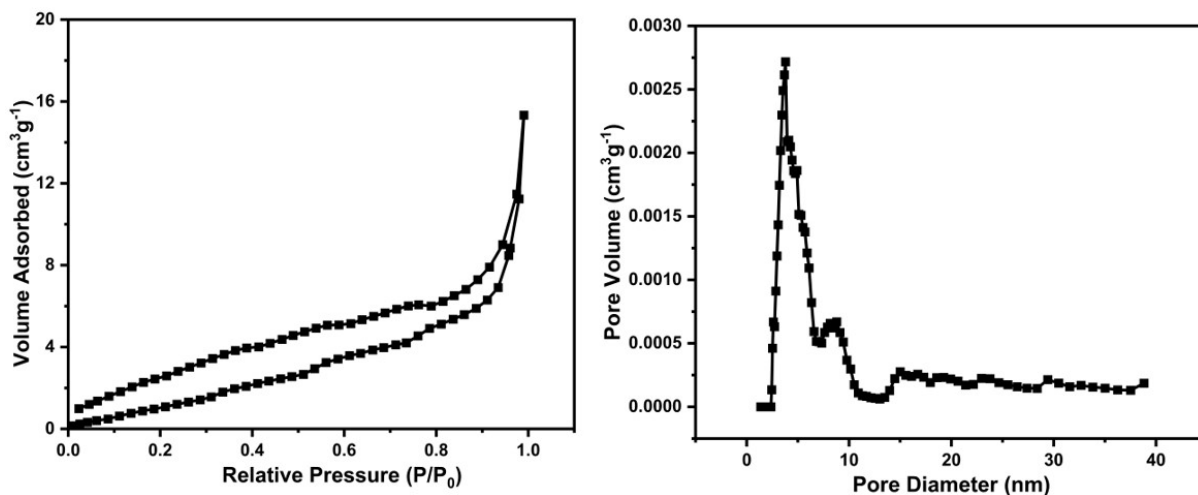 20
16
12
8
4
0
0.0 0.2 0.4 0.6 0.8 1.0
Volume Adsorbed (cm³g⁻¹)
Relative Pressure (P/P₀)
0.0030
0.0025
0.0020
0.0015
0.0010
0.0005
0.0000
0 10 20 30 40
Pore Volume (cm³g⁻¹)
Pore Diameter (nm)